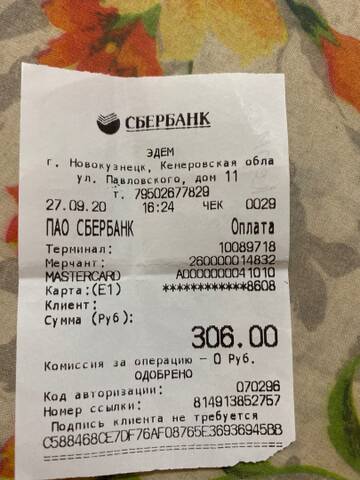 СБЕРБАНК
ЭДЕМ
г. Новокузнецк, Кемеровская обла
ул. Павловского, дом 11
т. 79502677829
27.09.20 16:24 ЧЕК 0029
ПАО СБЕРБАНК Оплата
Терминал: 10089718
Мерчант: 260000014832
MASTERCARD A0000000041010
Карта:(E1) ************8608
Клиент:
Сумма (Руб):
306.00
Комиссия за операцию – 0 Руб.
ОДОБРЕНО
Код авторизации: 070296
Номер ссылки: 814913852757
Подпись клиента не требуется
C588468CE7DF76AF08765E36936945BB